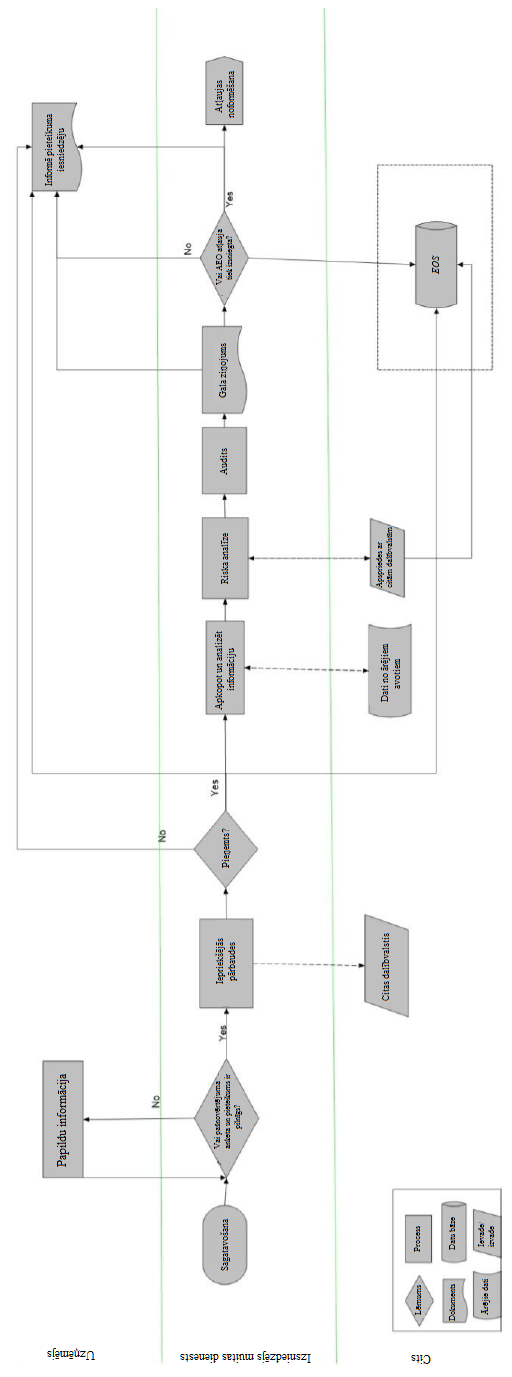 Uzņēmējs
Izsniedzējs muitas dienests
Cits
Sagatavošana
Vai pašnovērtējuma
anketa un pieteikums ir
pilnīgi?
No
Papildu informācija
Yes
Iepriekšējās
pārbaudes
Citas dalībvalstis
Pieņemts?
No
Yes
Apkopot un analizēt
informāciju
Dati no ārējiem
avotiem
Riska analīze
Apspriedes ar
citām dalībvalstīm
Audits
Gala ziņojums
Vai AEO atļauja
tiek izsniegta?
No
Yes
Informē pieteikuma
iesniedzēju
Atļaujas
noformēšana
EOS
Lēmums
Process
Dokuments
Datu bāze
Ārējie dati
Ievade/
izvade